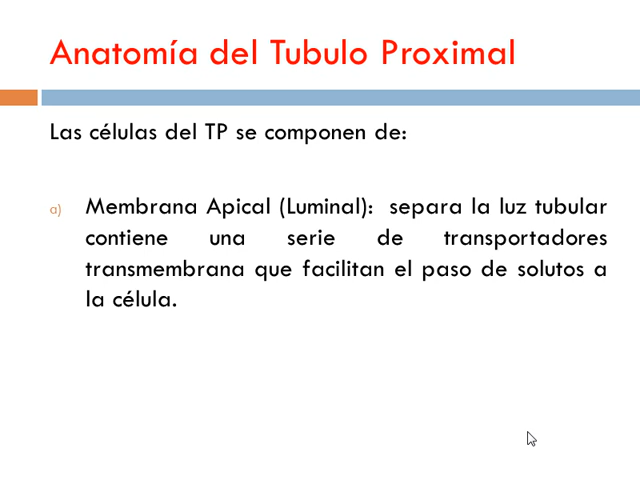 Anatomía del Tubulo Proximal
Las células del TP se componen de:
a) Membrana Apical (Luminal): separa la luz tubular
contiene una serie de transportadores
transmembrana que facilitan el paso de solutos a
la célula.